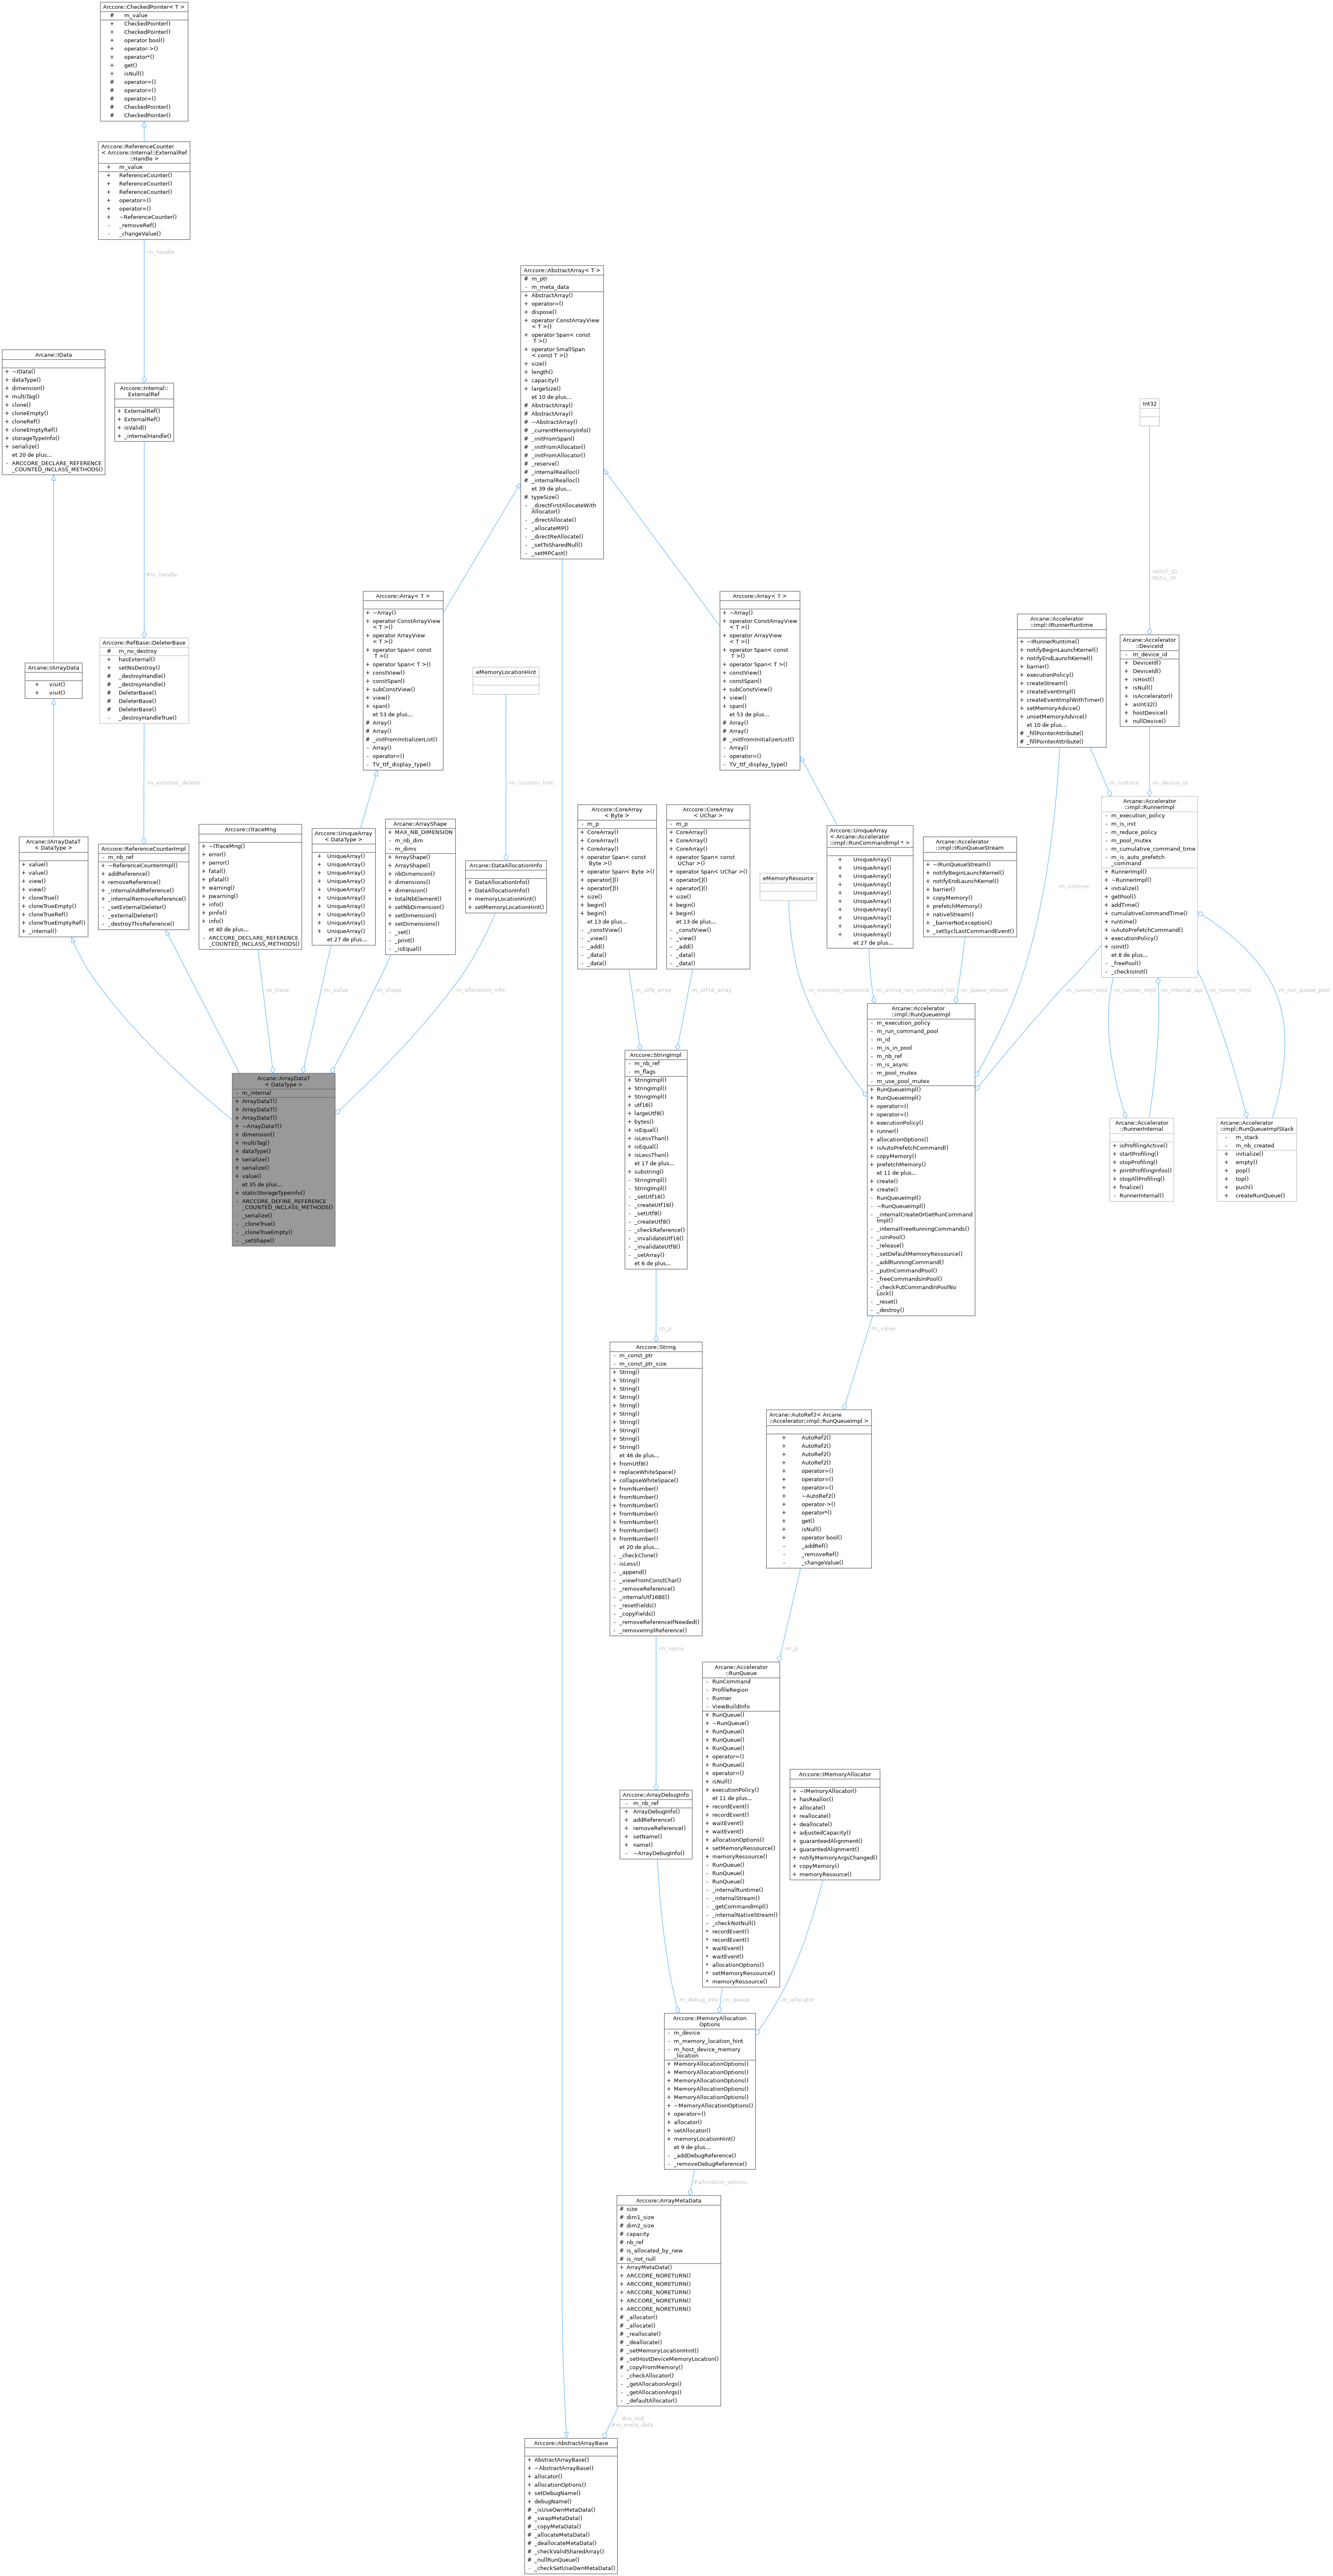 Arccore::CheckedPointer< T >
# m_value
+ CheckedPointer()
+ CheckedPointer()
+ operator bool()
+ operator->()
+ operator*()
+ get()
+ isNull()
# operator=()
# operator=()
# operator=()
# CheckedPointer()
# CheckedPointer()
Arccore::ReferenceCounter
< Arccore::Internal::ExternalRef
::Handle >
+ m_value
+ ReferenceCounter()
+ ReferenceCounter()
+ ReferenceCounter()
+ operator=()
+ operator=()
+ ~ReferenceCounter()
- _removeRef()
- _changeValue()
-m_handle
Arccore::Internal::
ExternalRef
+ ExternalRef()
+ ExternalRef()
+ isValid()
+ _internalHandle()
#m_handle
Arccore::RefBase::DeleterBase
# m_no_destroy
+ hasExternal()
+ setNoDestroy()
# _destroyHandle()
# _destroyHandle()
# DeleterBase()
# DeleterBase()
# DeleterBase()
- _destroyHandleTrue()
-m_external_deleter
Arccore::ReferenceCounterImpl
- m_nb_ref
+ ~ReferenceCounterImpl()
+ addReference()
+ removeReference()
+ _internalAddReference()
+ _internalRemoveReference()
- _setExternalDeleter()
- _externalDeleter()
- _destroyThisReference()
Arcane::IData
+ ~IData()
+ dataType()
+ dimension()
+ multiTag()
+ clone()
+ cloneEmpty()
+ cloneRef()
+ cloneEmptyRef()
+ storageTypeInfo()
+ serialize()
et 20 de plus...
- ARCCORE_DECLARE_REFERENCE
_COUNTED_INCLASS_METHODS()
Arcane::IArrayData
+ visit()
+ visit()
Arcane::IArrayDataT
< DataType >
+ value()
+ value()
+ view()
+ view()
+ cloneTrue()
+ cloneTrueEmpty()
+ cloneTrueRef()
+ cloneTrueEmptyRef()
+ _internal()
Arccore::ITraceMng
+ ~ITraceMng()
+ error()
+ perror()
+ fatal()
+ pfatal()
+ warning()
+ pwarning()
+ info()
+ pinfo()
+ info()
et 40 de plus...
- ARCCORE_DECLARE_REFERENCE
_COUNTED_INCLASS_METHODS()
-m_trace
Arccore::UniqueArray
< DataType >
+ UniqueArray()
+ UniqueArray()
+ UniqueArray()
+ UniqueArray()
+ UniqueArray()
+ UniqueArray()
+ UniqueArray()
+ UniqueArray()
+ UniqueArray()
+ UniqueArray()
et 27 de plus...
-m_value
Arcane::ArrayShape
+ MAX_NB_DIMENSION
- m_nb_dim
- m_dims
+ ArrayShape()
+ ArrayShape()
+ nbDimension()
+ dimensions()
+ dimension()
+ totalNbElement()
+ setNbDimension()
+ setDimension()
+ setDimensions()
- _set()
- _print()
- _isEqual()
-m_shape
eMemoryLocationHint
-m_location_hint
Arcane::DataAllocationInfo
+ DataAllocationInfo()
+ DataAllocationInfo()
+ memoryLocationHint()
+ setMemoryLocationHint()
-m_allocation_info
Arcane::ArrayDataT
< DataType >
- m_internal
+ ArrayDataT()
+ ArrayDataT()
+ ArrayDataT()
+ ~ArrayDataT()
+ dimension()
+ multiTag()
+ dataType()
+ serialize()
+ serialize()
+ value()
et 35 de plus...
+ staticStorageTypeInfo()
- ARCCORE_DEFINE_REFERENCE
_COUNTED_INCLASS_METHODS()
- _serialize()
- _cloneTrue()
- _cloneTrueEmpty()
- _setShape()
Arccore::AbstractArray< T >
# m_ptr
- m_meta_data
+ AbstractArray()
+ operator=()
+ dispose()
+ operator ConstArrayView
< T >()
+ operator Span< const
T >()
+ operator SmallSpan
< const T >()
+ size()
+ length()
+ capacity()
+ largeSize()
et 10 de plus...
# AbstractArray()
# AbstractArray()
# ~AbstractArray()
# _currentMemoryInfo()
# _initFromSpan()
# _initFromAllocator()
# _initFromAllocator()
# _reserve()
# _internalRealloc()
# _internalRealloc()
et 39 de plus...
# typeSize()
- _directFirstAllocateWith
Allocator()
- _directAllocate()
- _allocateMP()
- _directReAllocate()
- _setToSharedNull()
- _setMPCast()
Arccore::Array< T >
+ ~Array()
+ operator ConstArrayView
< T >()
+ operator ArrayView
< T >()
+ operator Span< const
T >()
+ operator Span< T >()
+ constView()
+ constSpan()
+ subConstView()
+ view()
+ span()
et 53 de plus...
# Array()
# Array()
# _initFromInitializerList()
- Array()
- operator=()
- TV_ttf_display_type()
Arccore::Array< T >
+ ~Array()
+ operator ConstArrayView
< T >()
+ operator ArrayView
< T >()
+ operator Span< const
T >()
+ operator Span< T >()
+ constView()
+ constSpan()
+ subConstView()
+ view()
+ span()
et 53 de plus...
# Array()
# Array()
# _initFromInitializerList()
- Array()
- operator=()
- TV_ttf_display_type()
Arccore::CoreArray
< Byte >
- m_p
+ CoreArray()
+ CoreArray()
+ CoreArray()
+ operator Span< const
Byte >()
+ operator Span< Byte >()
+ operator[]()
+ operator[]()
+ size()
+ begin()
+ begin()
et 13 de plus...
- _constView()
- _view()
- _add()
- _data()
- _data()
-m_utf8_array
Arccore::CoreArray
< UChar >
- m_p
+ CoreArray()
+ CoreArray()
+ CoreArray()
+ operator Span< const
UChar >()
+ operator Span< UChar >()
+ operator[]()
+ operator[]()
+ size()
+ begin()
+ begin()
et 13 de plus...
- _constView()
- _view()
- _add()
- _data()
- _data()
-m_utf16_array
Arccore::StringImpl
- m_nb_ref
- m_flags
+ StringImpl()
+ StringImpl()
+ StringImpl()
+ utf16()
+ largeUtf8()
+ bytes()
+ isEqual()
+ isLessThan()
+ isEqual()
+ isLessThan()
et 17 de plus...
+ substring()
- StringImpl()
- StringImpl()
- _setUtf16()
- _createUtf16()
- _setUtf8()
- _createUtf8()
- _checkReference()
- _invalidateUtf16()
- _invalidateUtf8()
- _setArray()
et 6 de plus...
-m_p
Arccore::String
- m_const_ptr
- m_const_ptr_size
+ String()
+ String()
+ String()
+ String()
+ String()
+ String()
+ String()
+ String()
+ String()
+ String()
et 46 de plus...
+ fromUtf8()
+ replaceWhiteSpace()
+ collapseWhiteSpace()
+ fromNumber()
+ fromNumber()
+ fromNumber()
+ fromNumber()
+ fromNumber()
+ fromNumber()
+ fromNumber()
et 20 de plus...
- _checkClone()
- isLess()
- _append()
- _viewFromConstChar()
- _removeReference()
- _internalUtf16BE()
- _resetFields()
- _copyFields()
- _removeReferenceIfNeeded()
- _removeImplReference()
-m_name
Arccore::ArrayDebugInfo
- m_nb_ref
+ ArrayDebugInfo()
+ addReference()
+ removeReference()
+ setName()
+ name()
- ~ArrayDebugInfo()
-m_debug_info
eMemoryResource
-m_memory_ressource
Arccore::UniqueArray
< Arcane::Accelerator
::impl::RunCommandImpl * >
+ UniqueArray()
+ UniqueArray()
+ UniqueArray()
+ UniqueArray()
+ UniqueArray()
+ UniqueArray()
+ UniqueArray()
+ UniqueArray()
+ UniqueArray()
+ UniqueArray()
et 27 de plus...
-m_active_run_command_list
Arcane::Accelerator
::impl::IRunQueueStream
+ ~IRunQueueStream()
+ notifyBeginLaunchKernel()
+ notifyEndLaunchKernel()
+ barrier()
+ copyMemory()
+ prefetchMemory()
+ nativeStream()
+ _barrierNoException()
+ _setSyclLastCommandEvent()
-m_queue_stream
Arcane::Accelerator
::impl::IRunnerRuntime
+ ~IRunnerRuntime()
+ notifyBeginLaunchKernel()
+ notifyEndLaunchKernel()
+ barrier()
+ executionPolicy()
+ createStream()
+ createEventImpl()
+ createEventImplWithTimer()
+ setMemoryAdvice()
+ unsetMemoryAdvice()
et 10 de plus...
# _fillPointerAttribute()
# _fillPointerAttribute()
-m_runtime
-m_runtime
Int32
-HOST_ID
-NULL_ID
Arcane::Accelerator
::DeviceId
- m_device_id
+ DeviceId()
+ DeviceId()
+ isHost()
+ isNull()
+ isAccelerator()
+ asInt32()
+ hostDevice()
+ nullDevice()
-m_device_id
Arcane::Accelerator
::impl::RunnerImpl
- m_execution_policy
- m_is_init
- m_reduce_policy
- m_pool_mutex
- m_cumulative_command_time
- m_is_auto_prefetch
_command
+ RunnerImpl()
+ ~RunnerImpl()
+ initialize()
+ getPool()
+ addTime()
+ cumulativeCommandTime()
+ runtime()
+ isAutoPrefetchCommand()
+ executionPolicy()
+ isInit()
et 8 de plus...
- _freePool()
- _checkIsInit()
-m_runner_impl
-m_runner_impl
-m_internal_api
-m_runner_impl
-m_run_queue_pool
Arcane::Accelerator
::RunnerInternal
+ isProfilingActive()
+ startProfiling()
+ stopProfiling()
+ printProfilingInfos()
+ stopAllProfiling()
+ finalize()
- RunnerInternal()
Arcane::Accelerator
::impl::RunQueueImplStack
- m_stack
- m_nb_created
+ initialize()
+ empty()
+ pop()
+ top()
+ push()
+ createRunQueue()
Arcane::Accelerator
::impl::RunQueueImpl
- m_execution_policy
- m_run_command_pool
- m_id
- m_is_in_pool
- m_nb_ref
- m_is_async
- m_pool_mutex
- m_use_pool_mutex
+ RunQueueImpl()
+ RunQueueImpl()
+ operator=()
+ operator=()
+ executionPolicy()
+ runner()
+ allocationOptions()
+ isAutoPrefetchCommand()
+ copyMemory()
+ prefetchMemory()
et 11 de plus...
+ create()
+ create()
- RunQueueImpl()
- ~RunQueueImpl()
- _internalCreateOrGetRunCommand
Impl()
- _internalFreeRunningCommands()
- _isInPool()
- _release()
- _setDefaultMemoryRessource()
- _addRunningCommand()
- _putInCommandPool()
- _freeCommandsInPool()
- _checkPutCommandInPoolNo
Lock()
- _reset()
- _destroy()
-m_value
Arcane::AutoRef2< Arcane
::Accelerator::impl::RunQueueImpl >
+ AutoRef2()
+ AutoRef2()
+ AutoRef2()
+ AutoRef2()
+ operator=()
+ operator=()
+ operator=()
+ ~AutoRef2()
+ operator->()
+ operator*()
+ get()
+ isNull()
+ operator bool()
- _addRef()
- _removeRef()
- _changeValue()
-m_p
Arcane::Accelerator
::RunQueue
- RunCommand
- ProfileRegion
- Runner
- ViewBuildInfo
+ RunQueue()
+ ~RunQueue()
+ RunQueue()
+ RunQueue()
+ RunQueue()
+ operator=()
+ RunQueue()
+ operator=()
+ isNull()
+ executionPolicy()
et 11 de plus...
+ recordEvent()
+ recordEvent()
+ waitEvent()
+ waitEvent()
+ allocationOptions()
+ setMemoryRessource()
+ memoryRessource()
- RunQueue()
- RunQueue()
- RunQueue()
- _internalRuntime()
- _internalStream()
- _getCommandImpl()
- _internalNativeStream()
- _checkNotNull()
* recordEvent()
* recordEvent()
* waitEvent()
* waitEvent()
* allocationOptions()
* setMemoryRessource()
* memoryRessource()
-m_queue
Arccore::IMemoryAllocator
+ ~IMemoryAllocator()
+ hasRealloc()
+ allocate()
+ reallocate()
+ deallocate()
+ adjustedCapacity()
+ guaranteedAlignment()
+ guarantedAlignment()
+ notifyMemoryArgsChanged()
+ copyMemory()
+ memoryResource()
-m_allocator
Arccore::MemoryAllocation
Options
- m_device
- m_memory_location_hint
- m_host_device_memory
_location
+ MemoryAllocationOptions()
+ MemoryAllocationOptions()
+ MemoryAllocationOptions()
+ MemoryAllocationOptions()
+ MemoryAllocationOptions()
+ ~MemoryAllocationOptions()
+ operator=()
+ allocator()
+ setAllocator()
+ memoryLocationHint()
et 9 de plus...
- _addDebugReference()
- _removeDebugReference()
#allocation_options
Arccore::ArrayMetaData
# size
# dim1_size
# dim2_size
# capacity
# nb_ref
# is_allocated_by_new
# is_not_null
+ ArrayMetaData()
+ ARCCORE_NORETURN()
+ ARCCORE_NORETURN()
+ ARCCORE_NORETURN()
+ ARCCORE_NORETURN()
+ ARCCORE_NORETURN()
# _allocator()
# _allocate()
# _reallocate()
# _deallocate()
# _setMemoryLocationHint()
# _setHostDeviceMemoryLocation()
# _copyFromMemory()
- _checkAllocator()
- _getAllocationArgs()
- _getAllocationArgs()
- _defaultAllocator()
#m_md
#m_meta_data
Arccore::AbstractArrayBase
+ AbstractArrayBase()
+ ~AbstractArrayBase()
+ allocator()
+ allocationOptions()
+ setDebugName()
+ debugName()
# _isUseOwnMetaData()
# _swapMetaData()
# _copyMetaData()
# _allocateMetaData()
# _deallocateMetaData()
# _checkValidSharedArray()
# _nullRunQueue()
- _checkSetUseOwnMetaData()